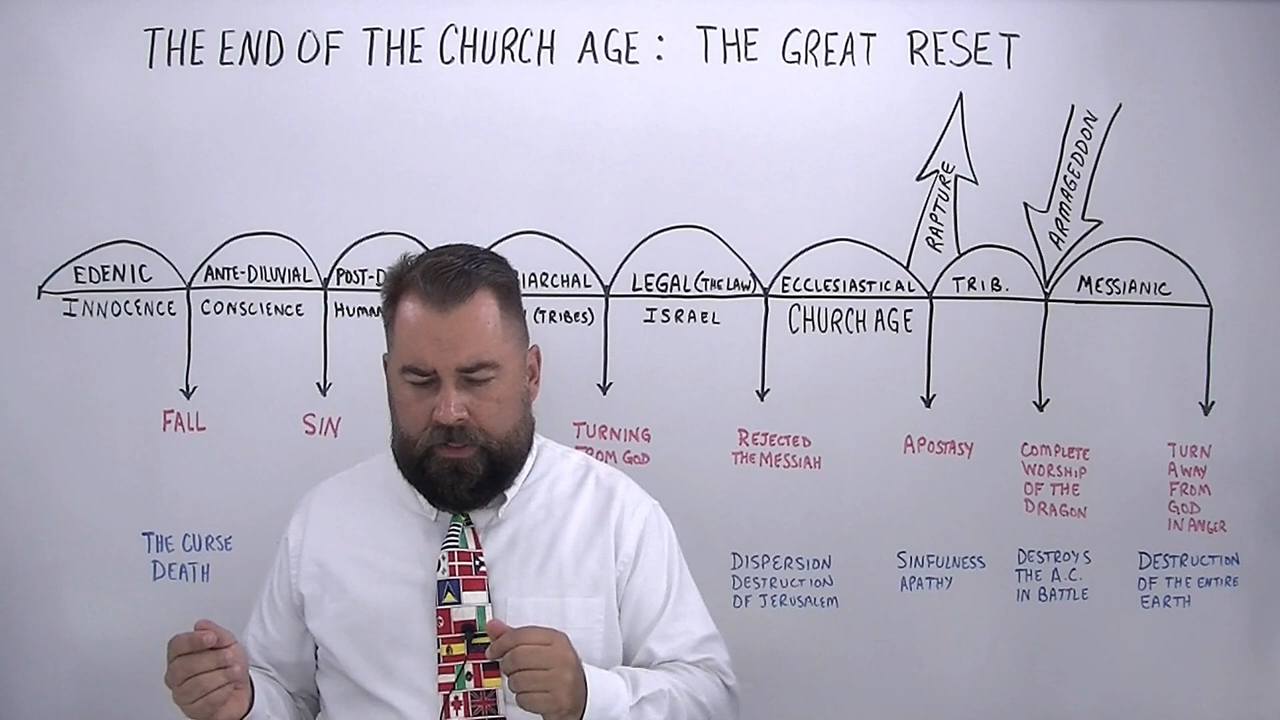 THE END OF THE CHURCH AGE: THE GREAT RESET
RAPTURE
ARMAGEDDON
EDENIC ANTE-DILUVIAL POST-D IARCHAL LEGAL (THE LAW) ECCLESIASTICAL TRIB. MESSIANIC
INNOCENCE CONSCIENCE HUMAN (TRIBES) ISRAEL CHURCH AGE
FALL
SIN
TURNING
FROM GOD
REJECTED
THE MESSIAH
APOSTASY
COMPLETE
WORSHIP
OF THE
DRAGON
TURN
AWAY
FROM
GOD
IN ANGER
THE CURSE
DEATH
DISPERSION
DESTRUCTION
OF JERUSALEM
SINFULNESS
APATHY
DESTROYS
THE A.C.
IN BATTLE
DESTRUCTION
OF THE ENTIRE
EARTH